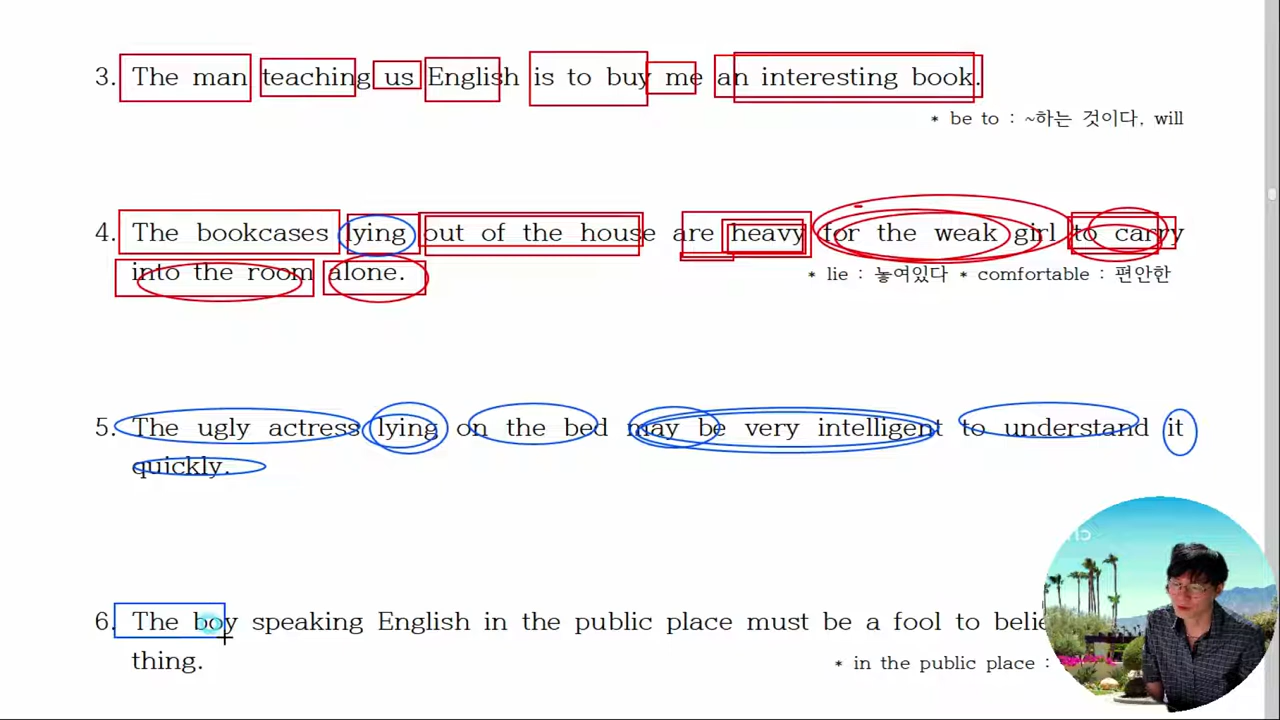 3. The man teaching us English is to buy me an interesting book.
* be to : ~하는 것이다, will
4. The bookcases lying out of the house are heavy for the weak girl to carry
into the room alone.
* lie : 놓여있다 * comfortable : 편안한
5. The ugly actress lying on the bed may be very intelligent to understand it
quickly.
6. The boy speaking English in the public place must be a fool to
thing.
* in the public place :